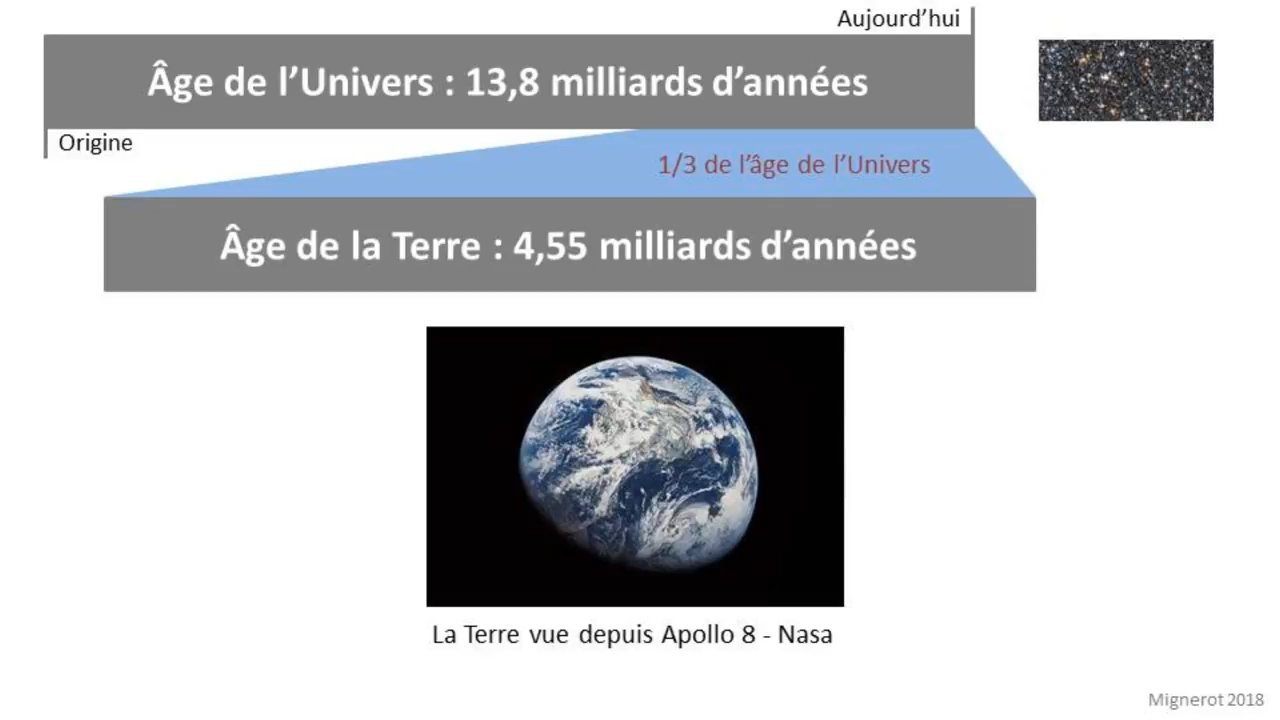 Aujourd’hui
Âge de l’Univers : 13,8 milliards d’années
Origine
1/3 de l’âge de l’Univers
Âge de la Terre : 4,55 milliards d’années
La Terre vue depuis Apollo 8 - Nasa
Mignerot 2018